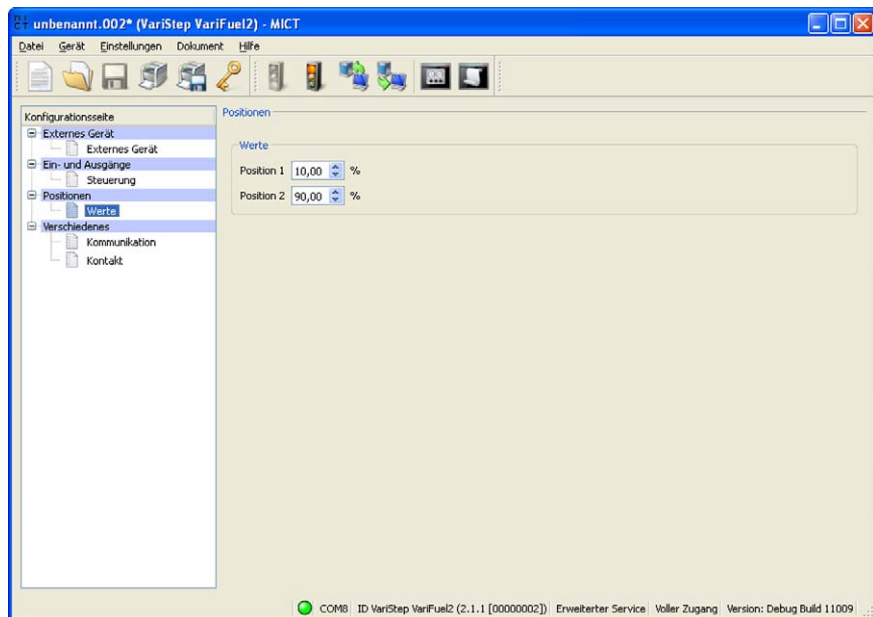 unbenannt.002* (VariStep VariFuel2) - MICT
Datei Gerät Einstellungen Dokument Hilfe
Konfigurationsseite
Externes Gerät
Externes Gerät
Ein- und Ausgänge
Steuerung
Positionen
Werte
Verschiedenes
Kommunikation
Kontakt
Positionen
Werte
Position 1 10,00 %
Position 2 90,00 %
COM8 ID VariStep VariFuel2 (2.1.1 [00000002]) Erweiterter Service Voller Zugang Version: Debug Build 11009